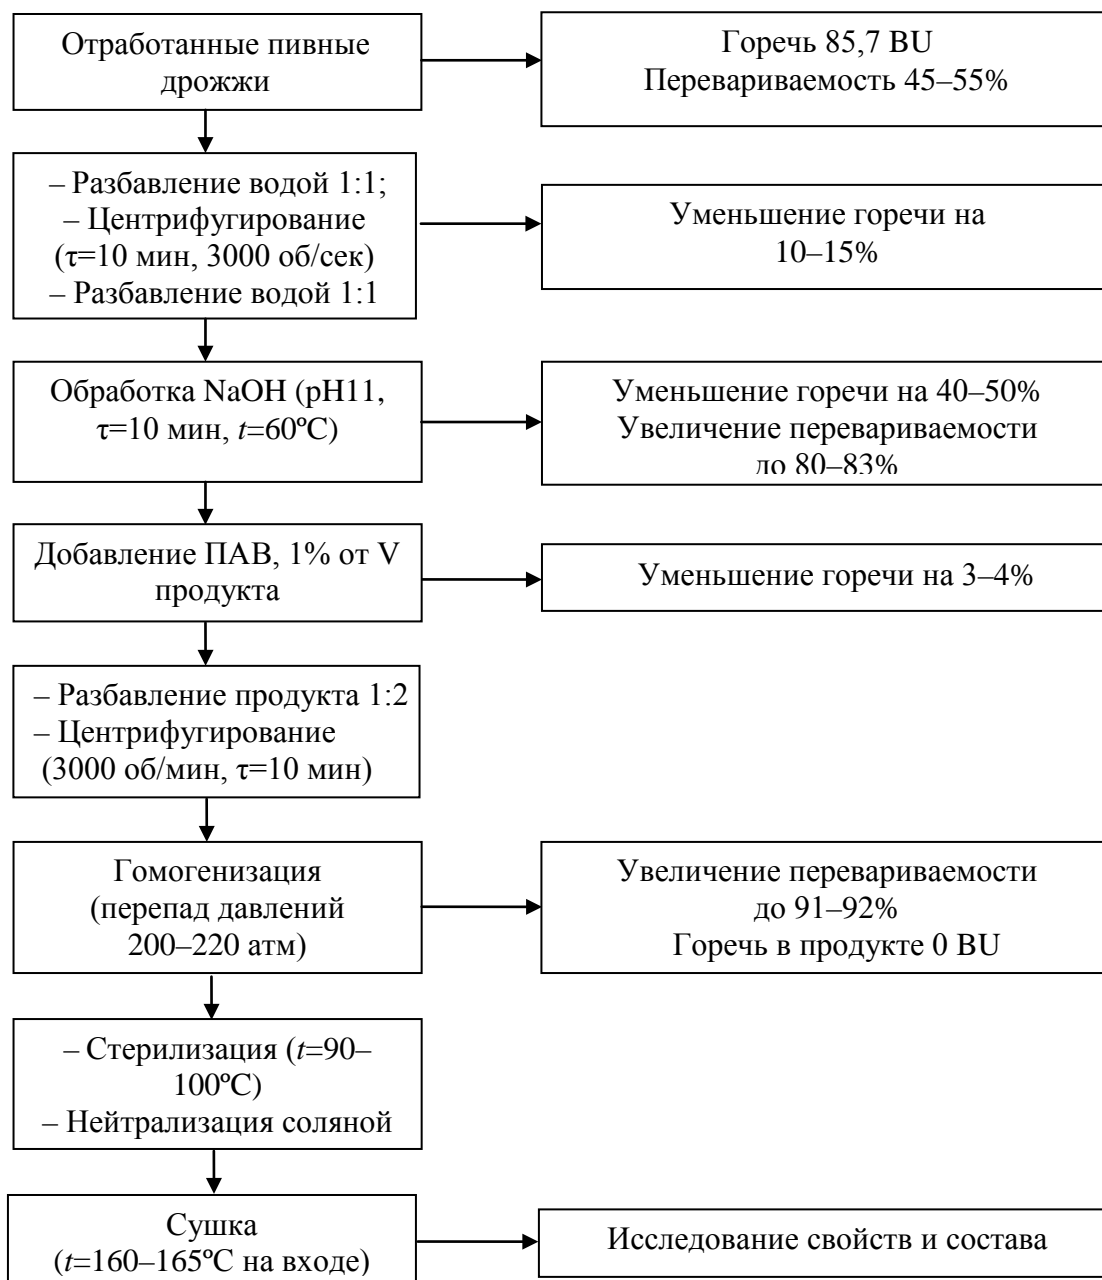 Отработанные пивные
дрожжи
Горечь 85,7 BU
Перевариваемость 45–55%
– Разбавление водой 1:1;
– Центрифугирование
(τ=10 мин, 3000 об/сек)
– Разбавление водой 1:1
Уменьшение горечи на
10–15%
Обработка NaOH (pH11,
τ=10 мин, t=60ºC)
Уменьшение горечи на 40–50%
Увеличение перевариваемости
до 80–83%
Добавление ПАВ, 1% от V
продукта
Уменьшение горечи на 3–4%
– Разбавление продукта 1:2
– Центрифугирование
(3000 об/мин, τ=10 мин)
Гомогенизация
(перепад давлений
200–220 атм)
Увеличение перевариваемости
до 91–92%
Горечь в продукте 0 BU
– Стерилизация (t=90–
100ºC)
– Нейтрализация соляной
Сушка
(t=160–165ºC на входе)
Исследование свойств и состава